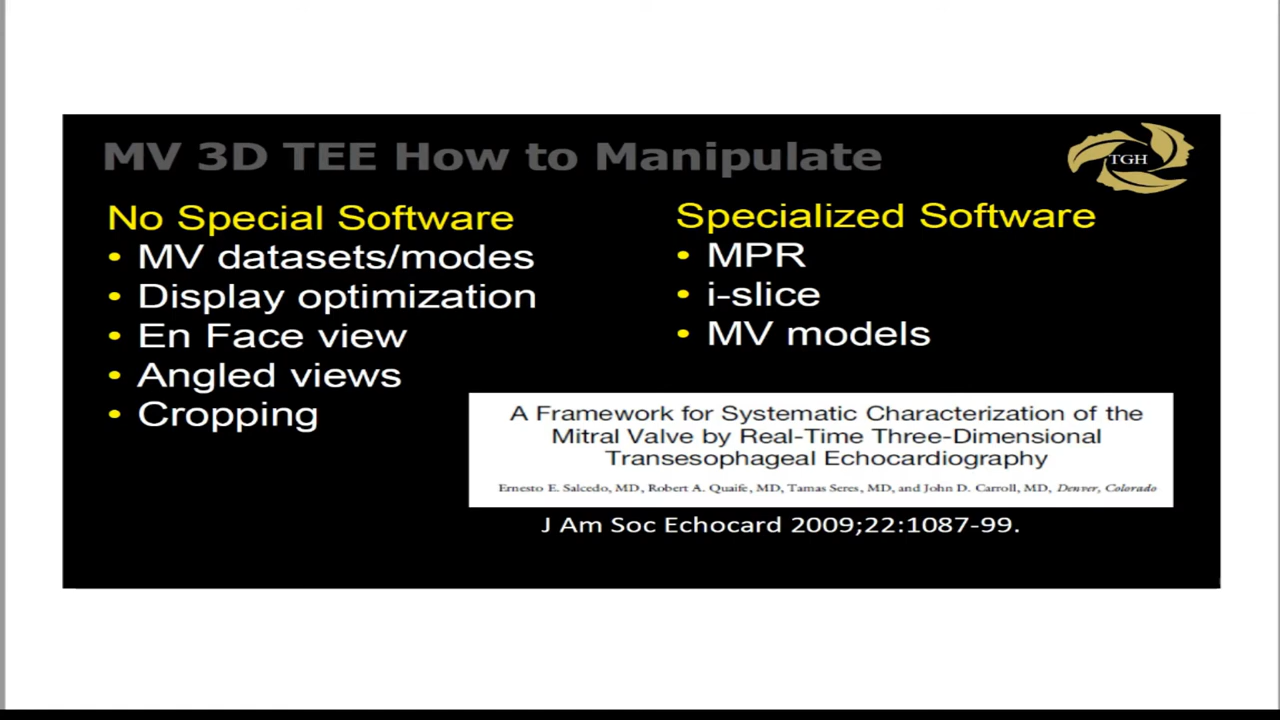 MV 3D TEE How to Manipulate
TGH
No Special Software
• MV datasets/modes
• Display optimization
• En Face view
• Angled views
• Cropping
Specialized Software
• MPR
• i-slice
• MV models
A Framework for Systematic Characterization of the
Mitral Valve by Real-Time Three-Dimensional
Transesophageal Echocardiography
Ernesto E. Salcedo, MD, Robert A. Quaife, MD, Tamas Seres, MD, and John D. Carroll, MD, Denver, Colorado
J Am Soc Echocard 2009;22:1087-99.